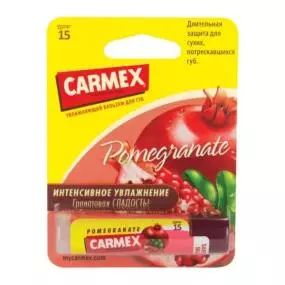 15
CARMEX
УВЛАЖНЯЮЩИЙ БАЛЬЗАМ ДЛЯ ГУБ
Длительная
защита для
сухих,
потрескавшихся
губ.
Pomegranate
ИНТЕНСИВНОЕ УВЛАЖНЕНИЕ
Гранатовая СЛАДОСТЬ!
POMEGRANATE
15
CARMEX
mycarmex.com